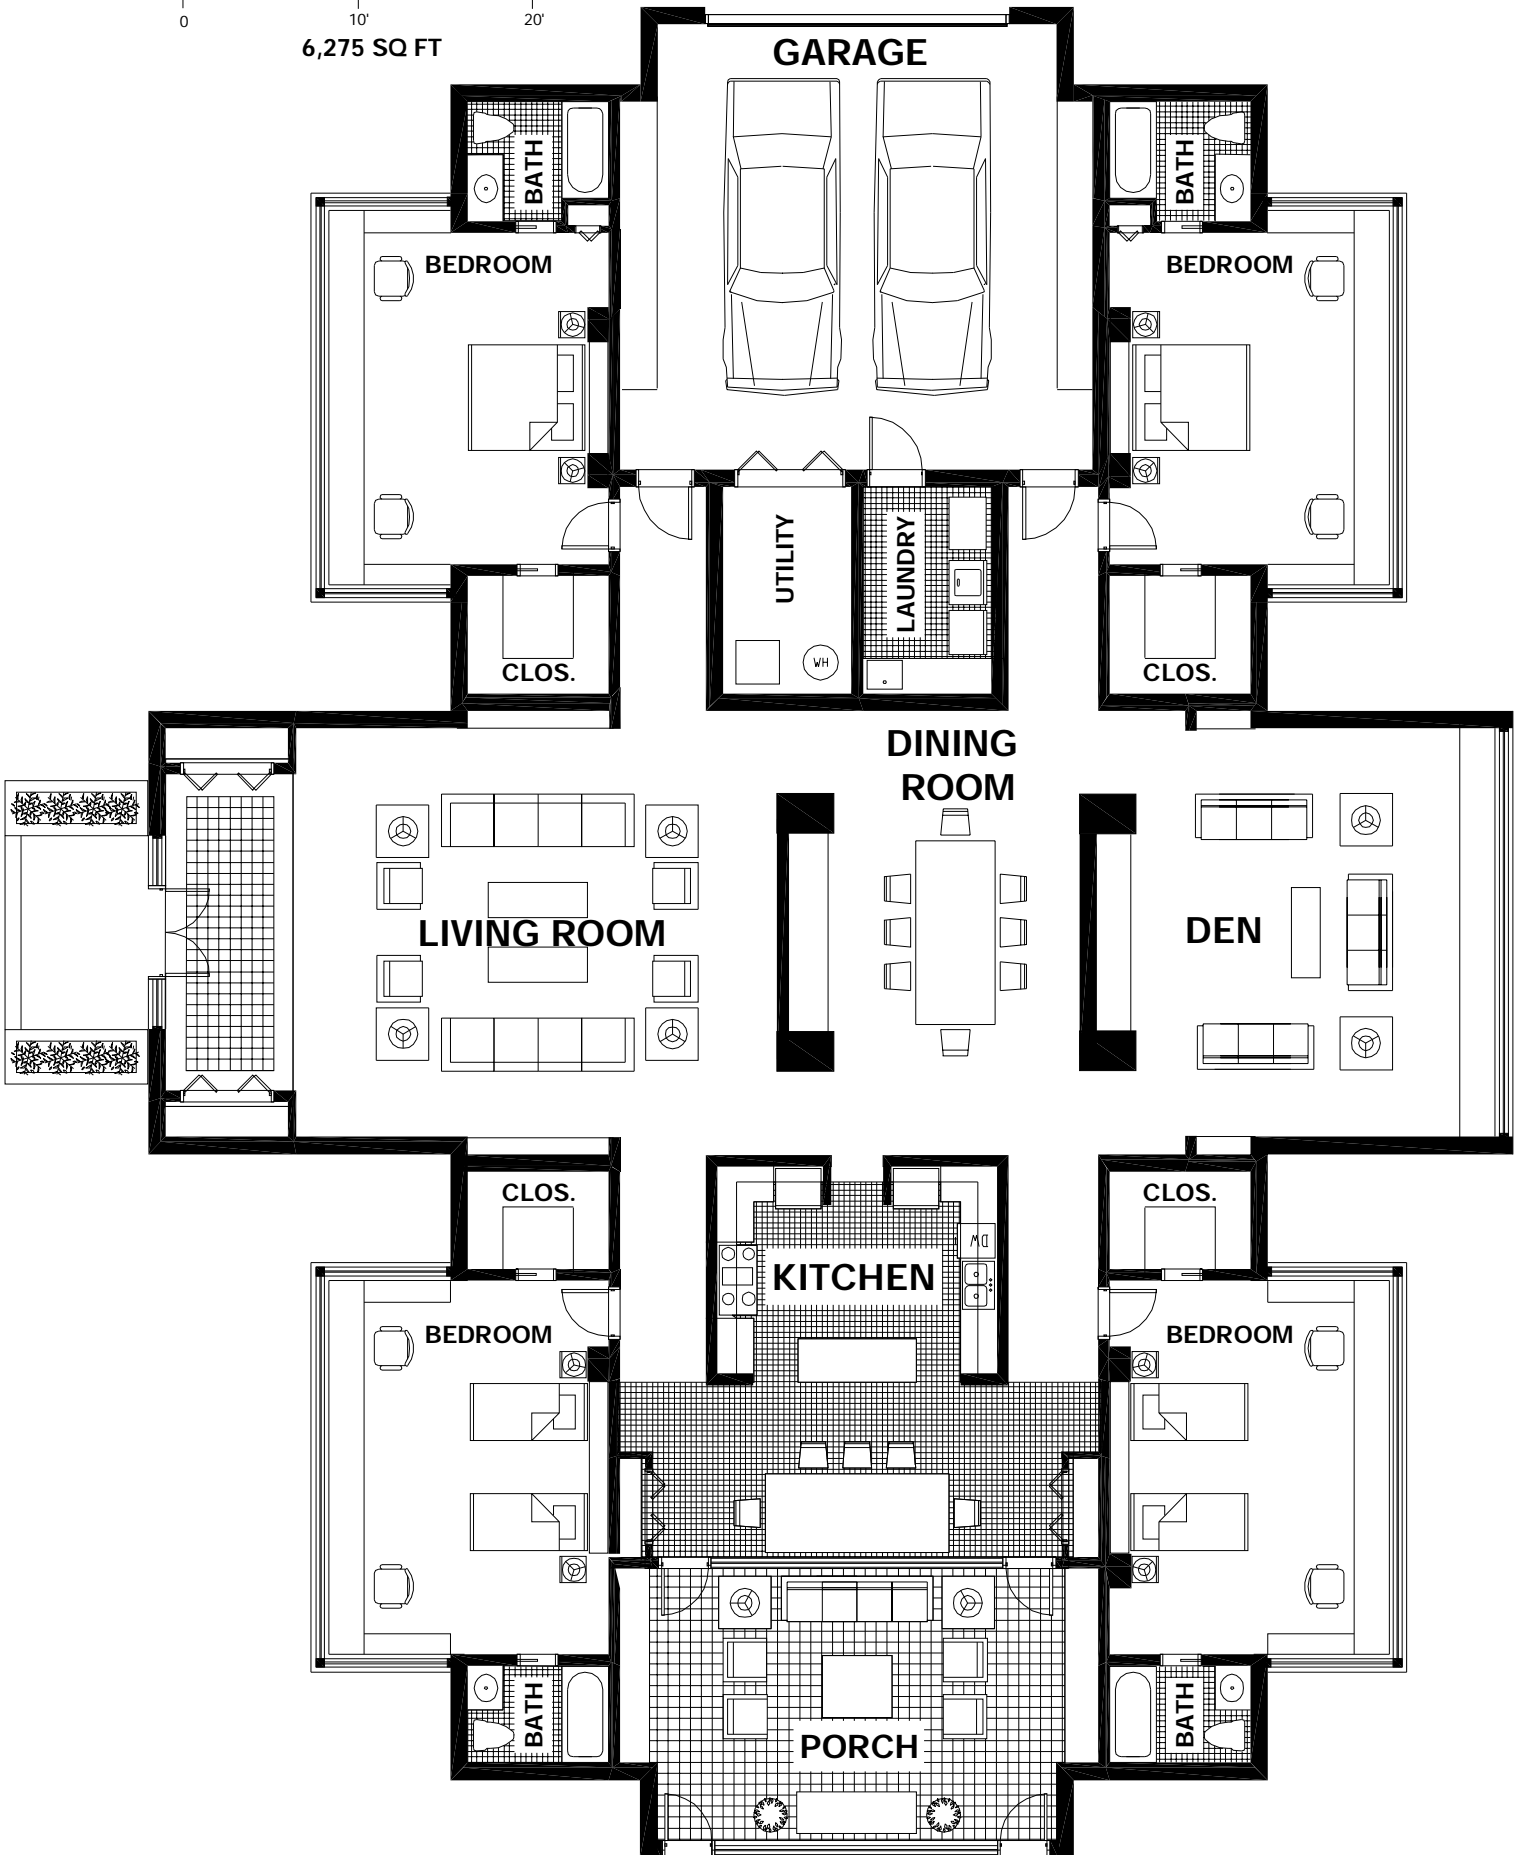 0 10' 20'
6,275 SQ FT
GARAGE
BATH
BATH
BEDROOM
BEDROOM
UTILITY
LAUNDRY
WH
CLOS.
CLOS.
DINING
ROOM
LIVING ROOM
DEN
CLOS.
CLOS.
DW
KITCHEN
BEDROOM
BEDROOM
BATH
BATH
PORCH